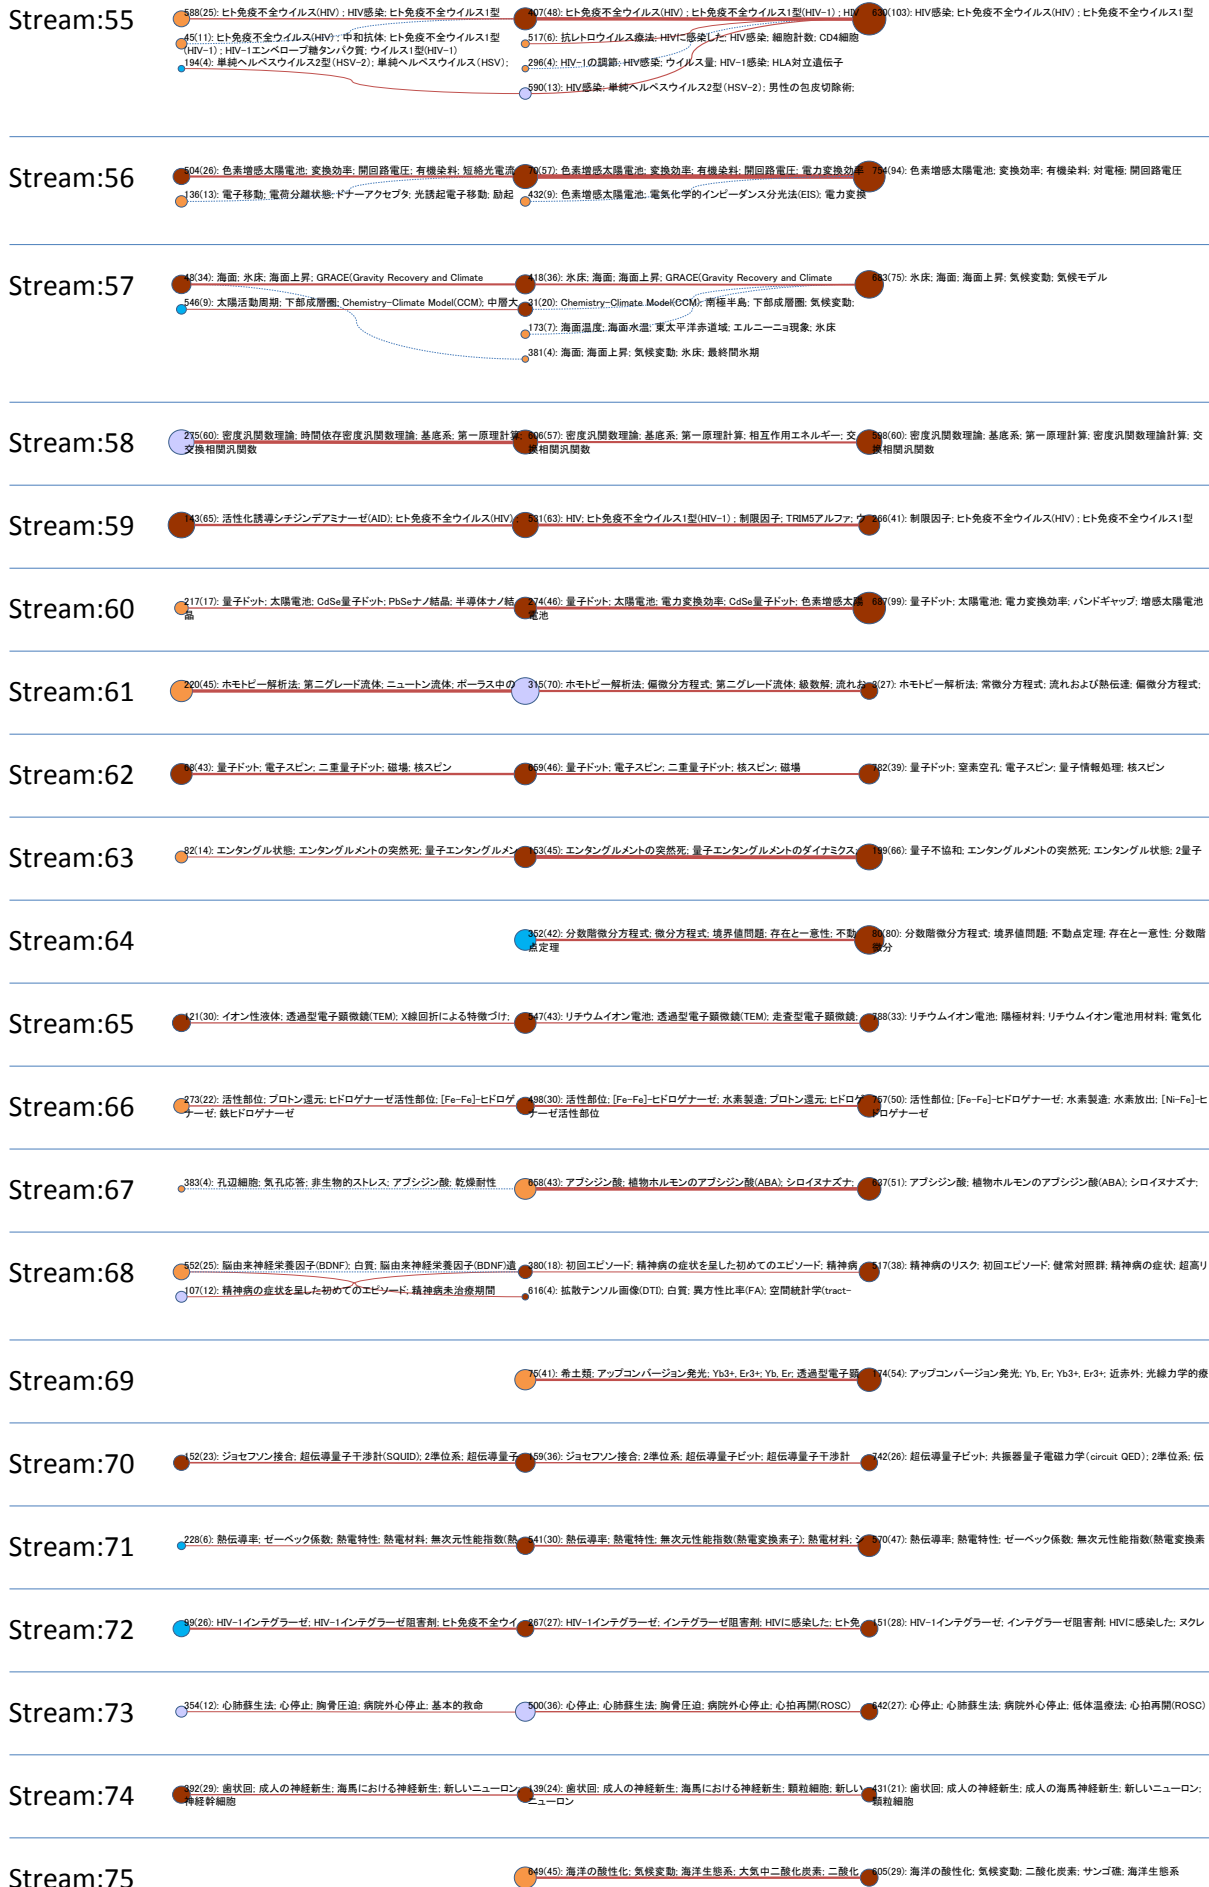 Stream:55
588(25): ヒト免疫不全ウイルス(HIV) ; HIV感染; ヒト免疫不全ウイルス1型
407(48): ヒト免疫不全ウイルス(HIV) ; ヒト免疫不全ウイルス1型(HIV-1) ; HIV
630(103): HIV感染; ヒト免疫不全ウイルス(HIV) ; ヒト免疫不全ウイルス1型
45(11): ヒト免疫不全ウイルス(HIV) ; 中和抗体; ヒト免疫不全ウイルス1型
(HIV-1) ; HIV-1エンベロープ糖タンパク質; ウイルス1型(HIV-1)
517(6): 抗レトロウイルス療法; HIVに感染した; HIV感染; 細胞計数; CD4細胞
194(4): 単純ヘルペスウイルス2型(HSV-2); 単純ヘルペスウイルス(HSV);
296(4): HIV-1の調節; HIV感染; ウイルス量; HIV-1感染; HLA対立遺伝子
590(13): HIV感染; 単純ヘルペスウイルス2型(HSV-2); 男性の包皮切除術;
Stream:56
504(26): 色素増感太陽電池; 変換効率; 開回路電圧; 有機染料; 短絡光電流
70(57): 色素増感太陽電池; 変換効率; 有機染料; 開回路電圧; 電力変換効率
754(94): 色素増感太陽電池; 変換効率; 有機染料; 対電極; 開回路電圧
136(13): 電子移動; 電荷分離状態; ドナーアクセプタ; 光誘起電子移動; 励起
432(9): 色素増感太陽電池; 電気化学的インピーダンス分光法(EIS); 電力変換
Stream:57
48(34): 海面; 氷床; 海面上昇; GRACE(Gravity Recovery and Climate
418(36): 氷床; 海面; 海面上昇; GRACE(Gravity Recovery and Climate
683(75): 氷床; 海面; 海面上昇; 気候変動; 気候モデル
546(9): 太陽活動周期; 下部成層圏; Chemistry-Climate Model(CCM); 中層大
31(20): Chemistry-Climate Model(CCM); 南極半島; 下部成層圏; 気候変動;
173(7): 海面温度; 海面水温; 東太平洋赤道域; エルニーニョ現象; 氷床
381(4): 海面; 海面上昇; 気候変動; 氷床; 最終間氷期
Stream:58
275(60): 密度汎関数理論; 時間依存密度汎関数理論; 基底系; 第一原理計算;
交換相関汎関数
606(57): 密度汎関数理論; 基底系; 第一原理計算; 相互作用エネルギー; 交
換相関汎関数
598(60): 密度汎関数理論; 基底系; 第一原理計算; 密度汎関数理論計算; 交
換相関汎関数
Stream:59
143(65): 活性化誘導シチジンデアミナーゼ(AID); ヒト免疫不全ウイルス(HIV) ;
531(63): HIV; ヒト免疫不全ウイルス1型(HIV-1) ; 制限因子; TRIM5アルファ; ウ
266(41): 制限因子; ヒト免疫不全ウイルス(HIV) ; ヒト免疫不全ウイルス1型
Stream:60
217(17): 量子ドット; 太陽電池; CdSe量子ドット; PbSeナノ結晶; 半導体ナノ結
晶
274(46): 量子ドット; 太陽電池; 電力変換効率; CdSe量子ドット; 色素増感太陽
電池
687(99): 量子ドット; 太陽電池; 電力変換効率; バンドギャップ; 増感太陽電池
Stream:61
220(45): ホモトピー解析法; 第二グレード流体; ニュートン流体; ポーラス中の
315(70): ホモトピー解析法; 偏微分方程式; 第二グレード流体; 級数解; 流れお
3(27): ホモトピー解析法; 常微分方程式; 流れおよび熱伝達; 偏微分方程式;
Stream:62
68(43): 量子ドット; 電子スピン; 二重量子ドット; 磁場; 核スピン
659(46): 量子ドット; 電子スピン; 二重量子ドット; 核スピン; 磁場
782(39): 量子ドット; 窒素空孔; 電子スピン; 量子情報処理; 核スピン
Stream:63
82(14): エンタングル状態; エンタングルメントの突然死; 量子エンタングルメン
153(45): エンタングルメントの突然死; 量子エンタングルメントのダイナミクス;
199(66): 量子不協和; エンタングルメントの突然死; エンタングル状態; 2量子
Stream:64
352(42): 分数階微分方程式; 微分方程式; 境界値問題; 存在と一意性; 不動
点定理
80(80): 分数階微分方程式; 境界値問題; 不動点定理; 存在と一意性; 分数階
微分
Stream:65
121(30): イオン性液体; 透過型電子顕微鏡(TEM); X線回折による特徴づけ;
547(43): リチウムイオン電池; 透過型電子顕微鏡(TEM); 走査型電子顕微鏡;
788(33): リチウムイオン電池; 陽極材料; リチウムイオン電池用材料; 電気化
Stream:66
273(22): 活性部位; プロトン還元; ヒドロゲナーゼ活性部位; [Fe-Fe]-ヒドロゲ
ナーゼ; 鉄ヒドロゲナーゼ
498(30): 活性部位; [Fe-Fe]-ヒドロゲナーゼ; 水素製造; プロトン還元; ヒドロゲ
ナーゼ活性部位
757(50): 活性部位; [Fe-Fe]-ヒドロゲナーゼ; 水素製造; 水素放出; [Ni-Fe]-ヒ
ドロゲナーゼ
Stream:67
383(4): 孔辺細胞; 気孔応答; 非生物的ストレス; アブシジン酸; 乾燥耐性
658(43): アブシジン酸; 植物ホルモンのアブシジン酸(ABA); シロイヌナズナ;
637(51): アブシジン酸; 植物ホルモンのアブシジン酸(ABA); シロイヌナズナ;
Stream:68
552(25): 脳由来神経栄養因子(BDNF); 白質; 脳由来神経栄養因子(BDNF)遺
380(18): 初回エピソード; 精神病の症状を呈した初めてのエピソード; 精神病
517(38): 精神病のリスク; 初回エピソード; 健常対照群; 精神病の症状; 超高リ
107(12): 精神病の症状を呈した初めてのエピソード; 精神病未治療期間
616(4): 拡散テンソル画像(DTI); 白質; 異方性比率(FA); 空間統計学(tract-
Stream:69
75(41): 希土類; アップコンバージョン発光; Yb3+, Er3+; Yb, Er; 透過型電子顕
174(54): アップコンバージョン発光; Yb, Er; Yb3+, Er3+; 近赤外; 光線力学的療
Stream:70
152(23): ジョセフソン接合; 超伝導量子干渉計(SQUID); 2準位系; 超伝導量子
159(36): ジョセフソン接合; 2準位系; 超伝導量子ビット; 超伝導量子干渉計
742(26): 超伝導量子ビット; 共振器量子電磁力学(circuit QED); 2準位系; 伝
Stream:71
228(6): 熱伝導率; ゼーベック係数; 熱電特性; 熱電材料; 無次元性能指数(熱
541(30): 熱伝導率; 熱電特性; 無次元性能指数(熱電変換素子); 熱電材料; シ
570(47): 熱伝導率; 熱電特性; ゼーベック係数; 無次元性能指数(熱電変換素
Stream:72
99(26): HIV-1インテグラーゼ; HIV-1インテグラーゼ阻害剤; ヒト免疫不全ウイ
267(27): HIV-1インテグラーゼ; インテグラーゼ阻害剤; HIVに感染した; ヒト免
151(28): HIV-1インテグラーゼ; インテグラーゼ阻害剤; HIVに感染した; ヌクレ
Stream:73
354(12): 心肺蘇生法; 心停止; 胸骨圧迫; 病院外心停止; 基本的救命
500(36): 心停止; 心肺蘇生法; 胸骨圧迫; 病院外心停止; 心拍再開(ROSC)
642(27): 心停止; 心肺蘇生法; 病院外心停止; 低体温療法; 心拍再開(ROSC)
Stream:74
392(29): 歯状回; 成人の神経新生; 海馬における神経新生; 新しいニューロン;
神経幹細胞
139(24): 歯状回; 成人の神経新生; 海馬における神経新生; 顆粒細胞; 新しい
ニューロン
431(21): 歯状回; 成人の神経新生; 成人の海馬神経新生; 新しいニューロン;
顆粒細胞
Stream:75
649(45): 海洋の酸性化; 気候変動; 海洋生態系; 大気中二酸化炭素; 二酸化
605(29): 海洋の酸性化; 気候変動; 二酸化炭素; サンゴ礁; 海洋生態系